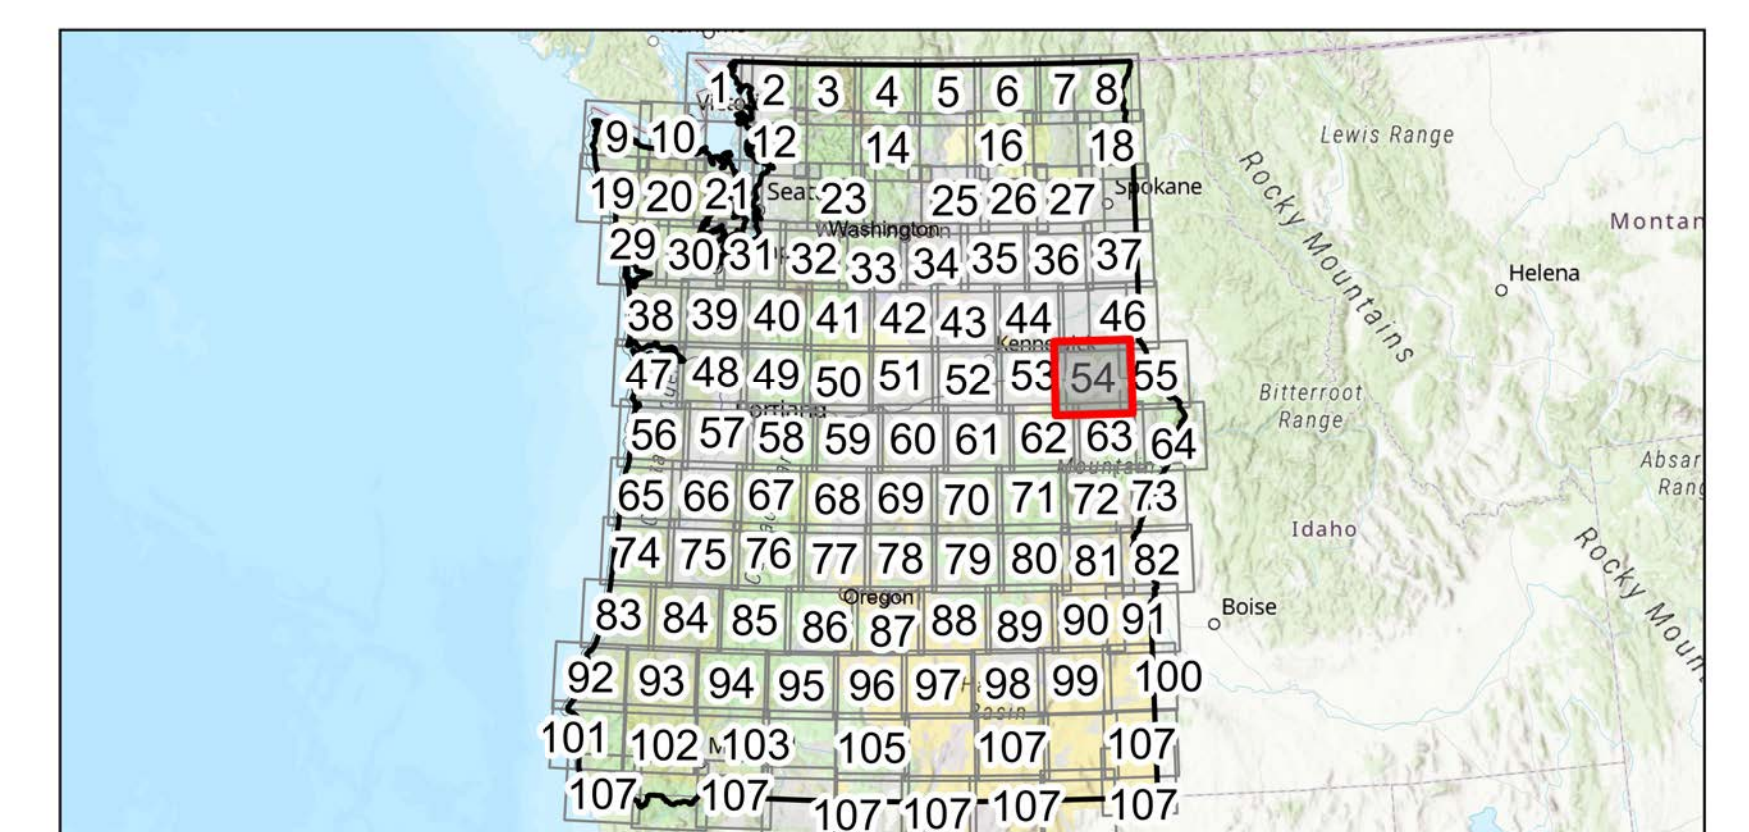 1 2 3 4 5 6 7 8
Lewis Range
9 10 12 14 16 18
Rocky Mountains
19 20 21 Seat 23 25 26 27 Spokane
Montan
Washington
29 30 31 32 33 34 35 36 37
Helena
38 39 40 41 42 43 44 46
47 48 49 50 51 52 53 54 55
Bitterroot
Range
56 57 58 59 60 61 62 63 64
Mountain
Absar
Rang
65 66 67 68 69 70 71 72 73
Idaho
Rocky Moun
74 75 76 77 78 79 80 81 82
Oregon
Boise
83 84 85 86 87 88 89 90 91
92 93 94 95 96 97 98 99 100
Basin
101 102 M 103 105 107 107
107 107 107 107 107 107